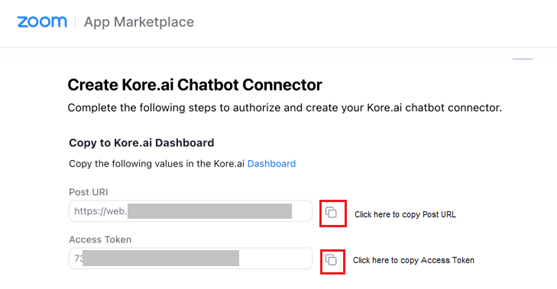 zoom App Marketplace
Create Kore.ai Chatbot Connector
Complete the following steps to authorize and create your Kore.ai chatbot connector.
Copy to Kore.ai Dashboard
Copy the following values in the Kore.ai Dashboard
Post URI
https://web.
Click here to copy Post URL
Access Token
73
Click here to copy Access Token